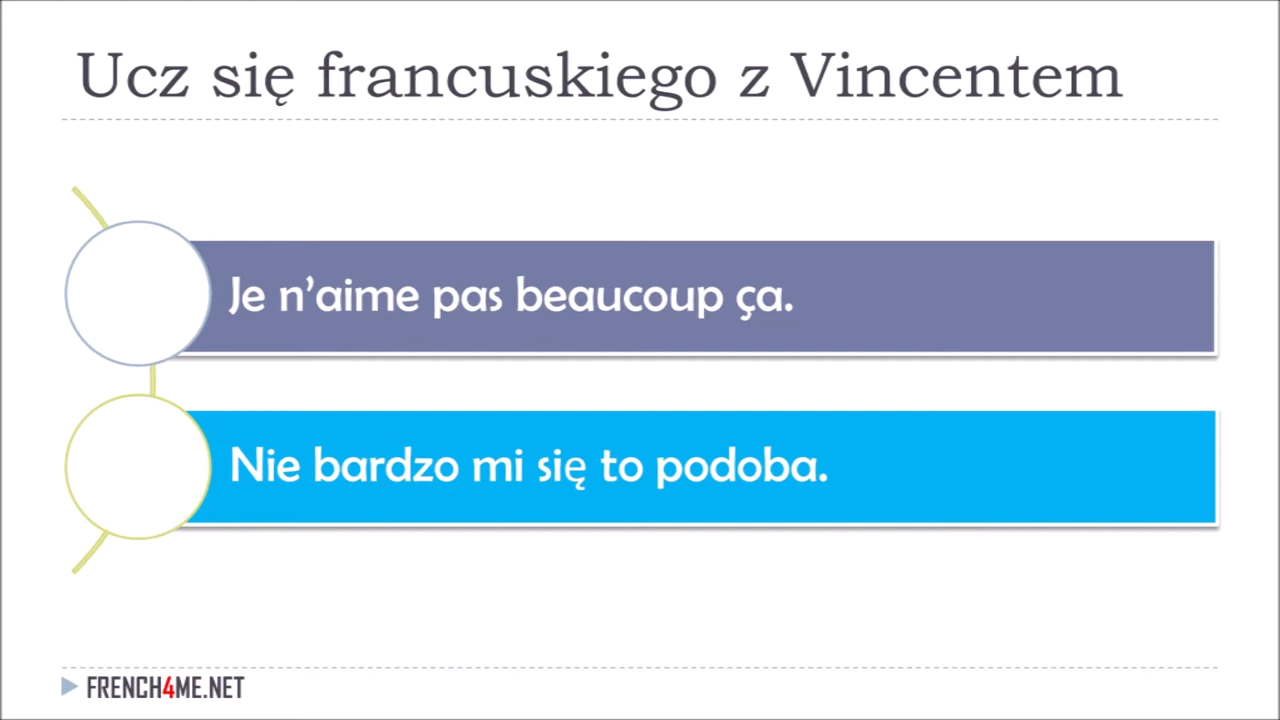 Ucz się francuskiego z Vincentem
Je n’aime pas beaucoup ça.
Nie bardzo mi się to podoba.
FRENCH4ME.NET